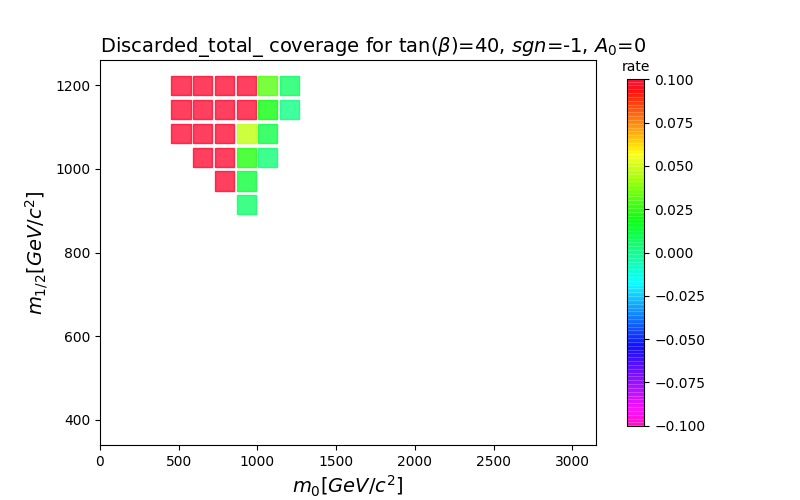 Discarded_total_ coverage for tan(β)=40, sgn=-1, A₀=0
rate
1200
1000
800
600
400
m₁/₂[GeV/c²]
0 500 1000 1500 2000 2500 3000
m₀[GeV/c²]
0.100
0.075
0.050
0.025
0.000
−0.025
−0.050
−0.075
−0.100